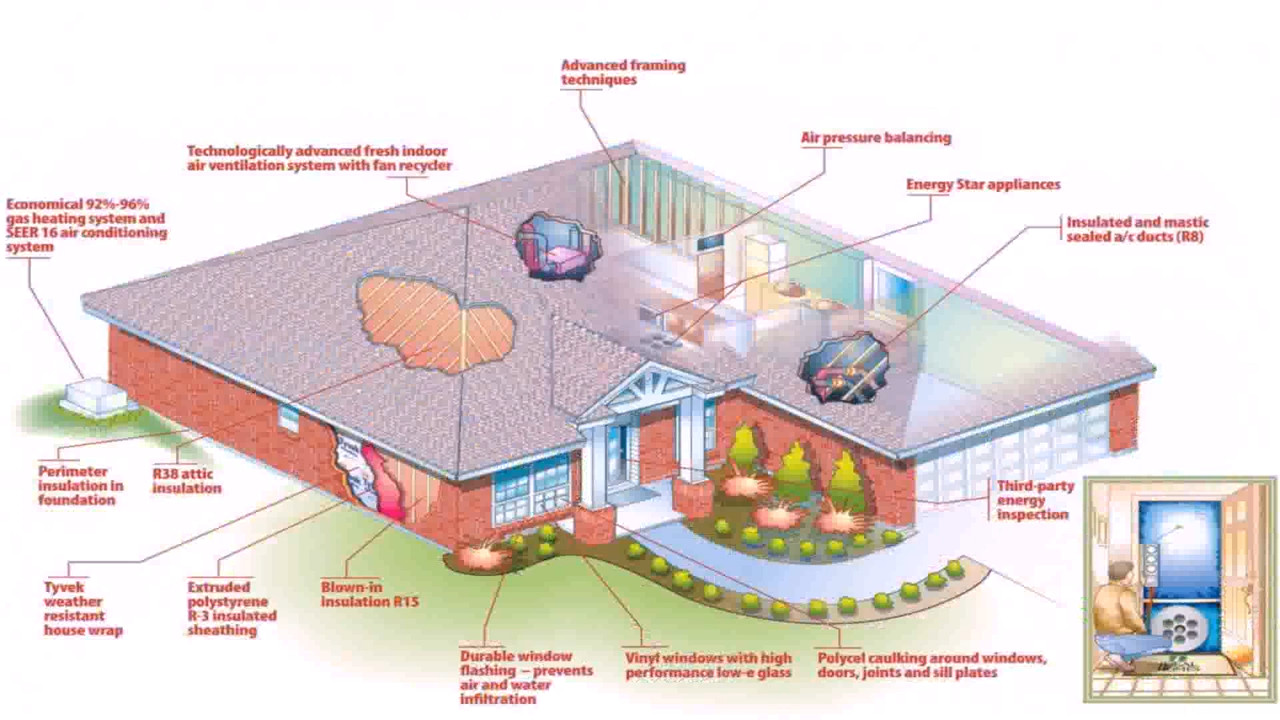 Advanced framing
techniques
Air pressure balancing
Technologically advanced fresh indoor
air ventilation system with fan recycler
Energy Star appliances
Economical 92%-96%
gas heating system and
SEER 16 air conditioning
system
Insulated and mastic
sealed a/c ducts (R8)
Perimeter
insulation in
foundation
R38 attic
insulation
Third-party
energy
inspection
Tyvek
weather
resistant
house wrap
Extruded
polystyrene
R-3 insulated
sheathing
Blown-in
insulation R15
Durable window
flashing – prevents
air and water
infiltration
Vinyl windows with high
performance low-e glass
Polycel caulking around windows,
doors, joints and sill plates